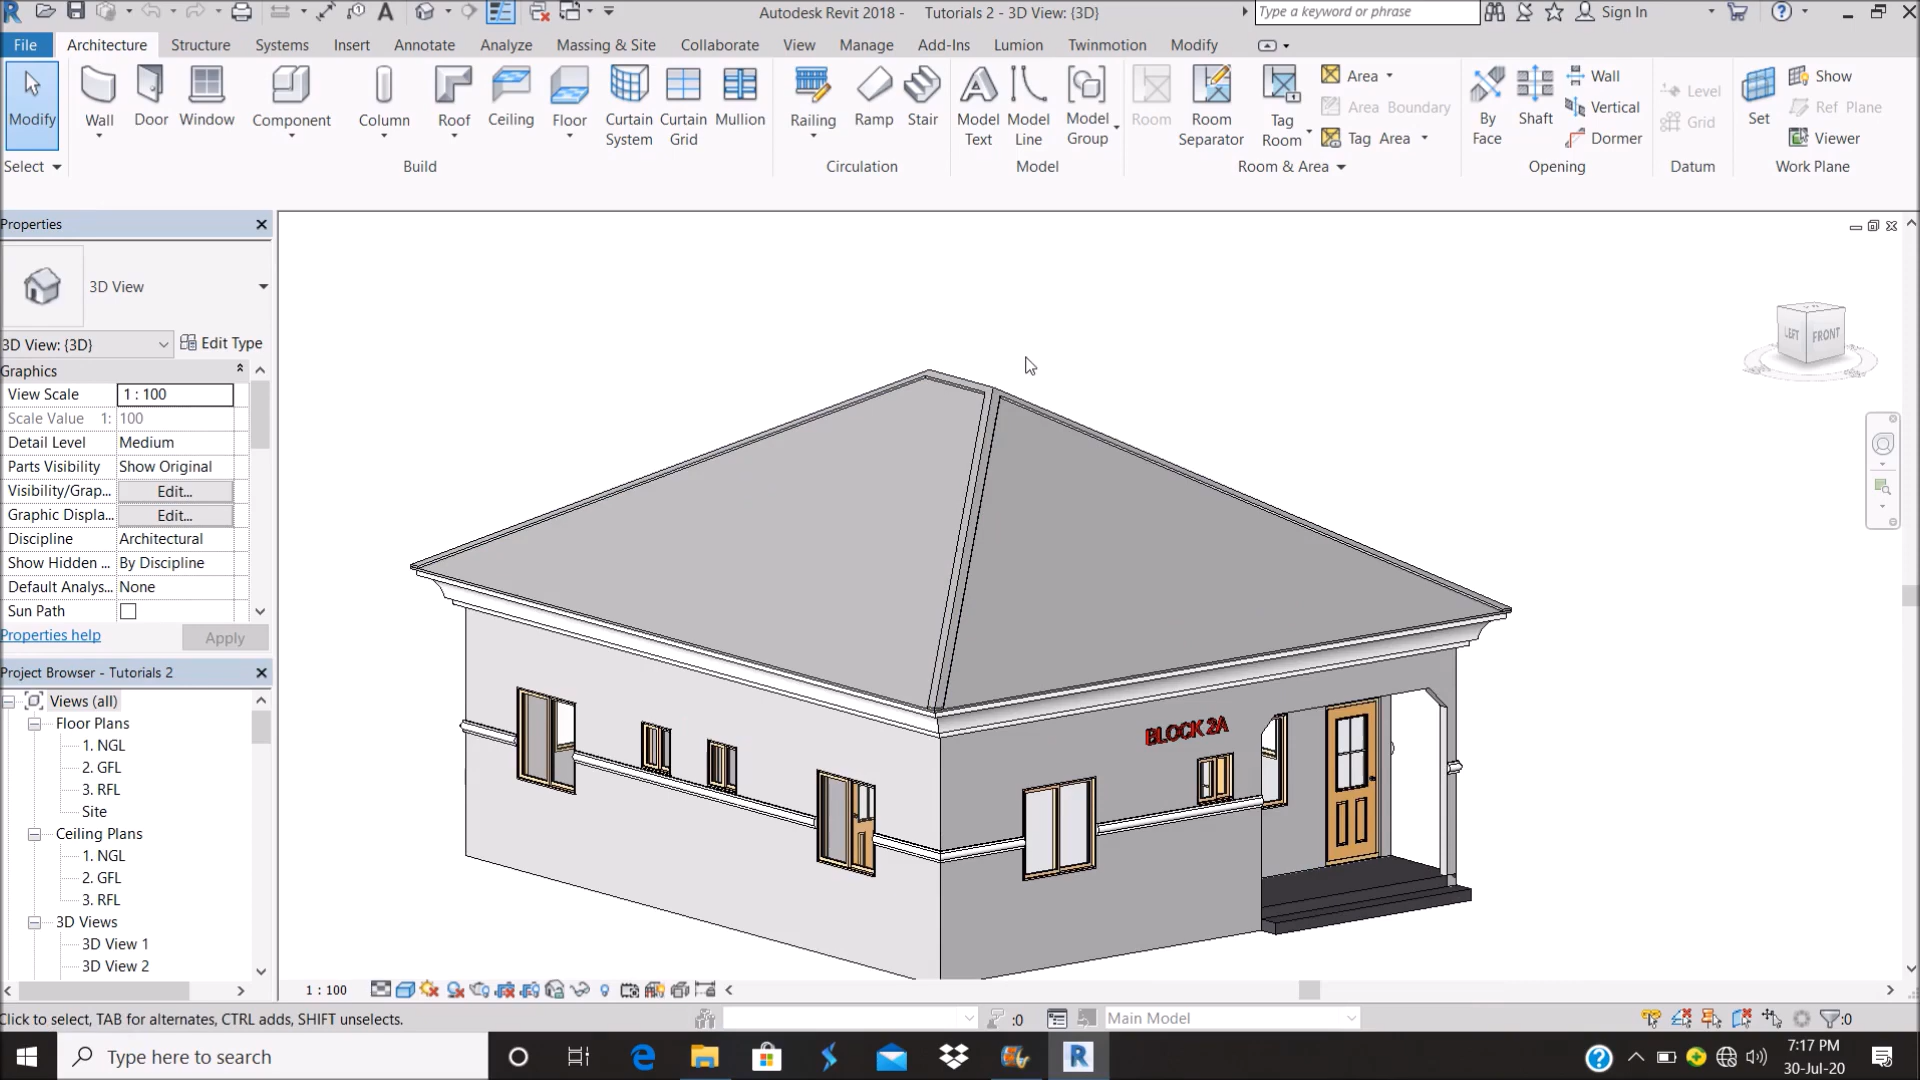 Autodesk Revit 2018 - Tutorials 2 - 3D View: {3D}
Type a keyword or phrase
Sign In
File Architecture Structure Systems Insert Annotate Analyze Massing & Site Collaborate View Manage Add-Ins Lumion Twinmotion Modify
Modify
Wall
Door
Window
Component
Column
Roof
Ceiling
Floor
Curtain System
Curtain Grid
Mullion
Railing
Ramp
Stair
Model Text
Model Line
Model Group
Room
Room Separator
Tag Room
Area
Area Boundary
Tag Area
By Face
Shaft
Wall
Vertical
Dormer
Level
Grid
Set
Show
Ref Plane
Viewer
Select
Build
Circulation
Model
Room & Area
Opening
Datum
Work Plane
Properties
3D View
3D View: {3D}
Edit Type
Graphics
View Scale 1 : 100
Scale Value 1: 100
Detail Level Medium
Parts Visibility Show Original
Visibility/Grap... Edit...
Graphic Displa... Edit...
Discipline Architectural
Show Hidden ... By Discipline
Default Analys... None
Sun Path
Properties help
Apply
Project Browser - Tutorials 2
Views (all)
Floor Plans
1. NGL
2. GFL
3. RFL
Site
Ceiling Plans
1. NGL
2. GFL
3. RFL
3D Views
3D View 1
3D View 2
LEFT
FRONT
BLOCK 2A
1 : 100
Click to select, TAB for alternates, CTRL adds, SHIFT unselects.
:0
Main Model
:0
Type here to search
7:17 PM
30-Jul-20